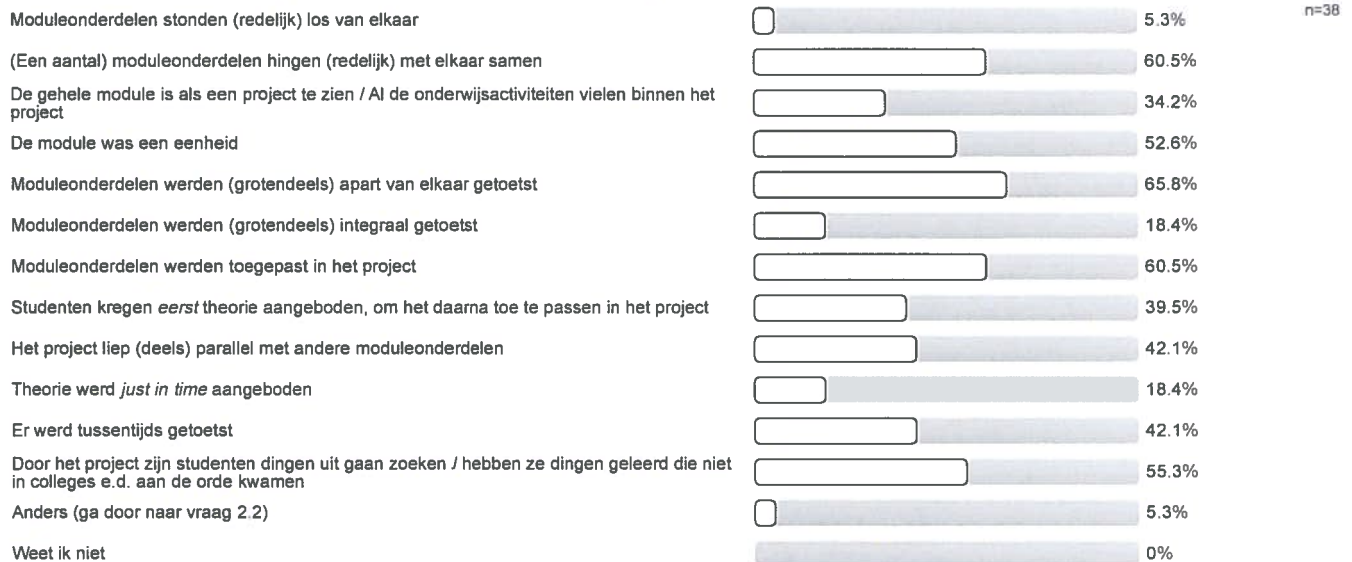 Moduleonderdelen stonden (redelijk) los van elkaar 5.3% n=38
(Een aantal) moduleonderdelen hingen (redelijk) met elkaar samen 60.5%
De gehele module is als een project te zien / Al de onderwijsactiviteiten vielen binnen het
project 34.2%
De module was een eenheid 52.6%
Moduleonderdelen werden (grotendeels) apart van elkaar getoetst 65.8%
Moduleonderdelen werden (grotendeels) integraal getoetst 18.4%
Moduleonderdelen werden toegepast in het project 60.5%
Studenten kregen eerst theorie aangeboden, om het daarna toe te passen in het project 39.5%
Het project liep (deels) parallel met andere moduleonderdelen 42.1%
Theorie werd just in time aangeboden 18.4%
Er werd tussentijds getoetst 42.1%
Door het project zijn studenten dingen uit gaan zoeken / hebben ze dingen geleerd die niet
in colleges e.d. aan de orde kwamen 55.3%
Anders (ga door naar vraag 2.2) 5.3%
Weet ik niet 0%